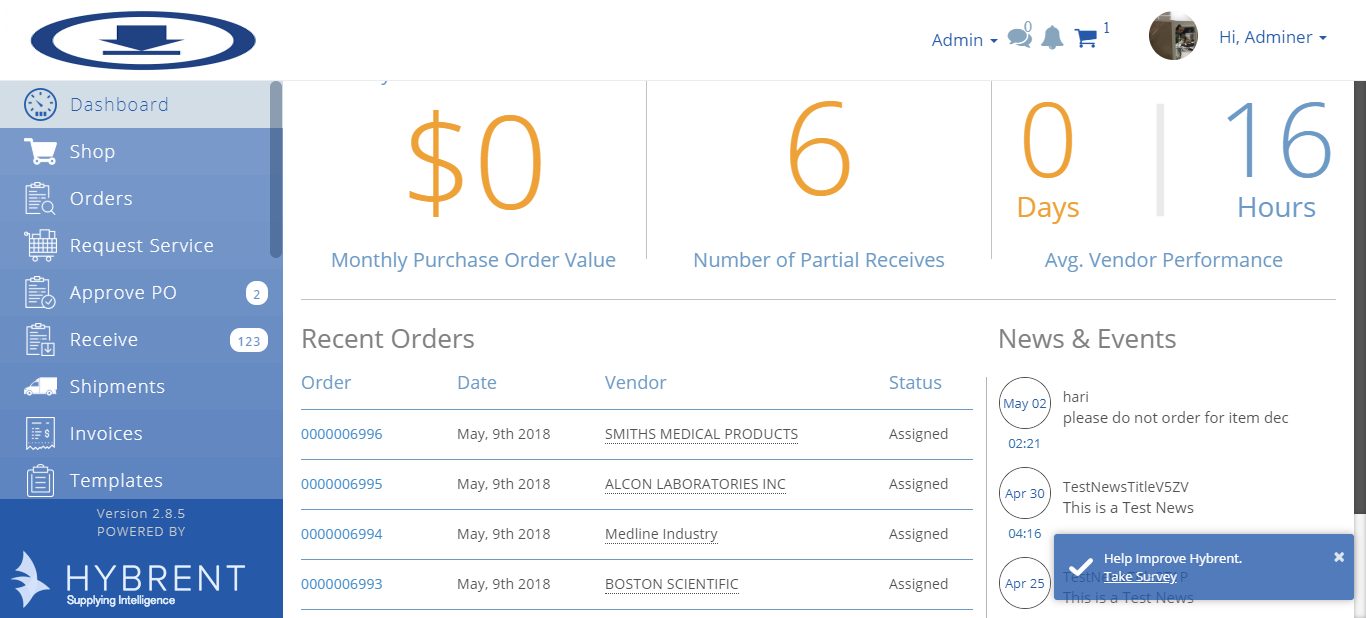 Admin
0
1
Hi, Adminer
Dashboard
Shop
Orders
Request Service
Approve PO 2
Receive 123
Shipments
Invoices
Templates
Version 2.8.5
POWERED BY
HYBRENT
Supplying Intelligence
$0
Monthly Purchase Order Value
6
Number of Partial Receives
0 16
Days Hours
Avg. Vendor Performance
Recent Orders
Order Date Vendor Status
0000006996 May, 9th 2018 SMITHS MEDICAL PRODUCTS Assigned
0000006995 May, 9th 2018 ALCON LABORATORIES INC Assigned
0000006994 May, 9th 2018 Medline Industry Assigned
0000006993 May, 9th 2018 BOSTON SCIENTIFIC Assigned
News & Events
May 02
02:21
hari
please do not order for item dec
Apr 30
04:16
TestNewsTitleV5ZV
This is a Test News
Apr 25
This is a Test News
Help Improve Hybrent.
Take Survey